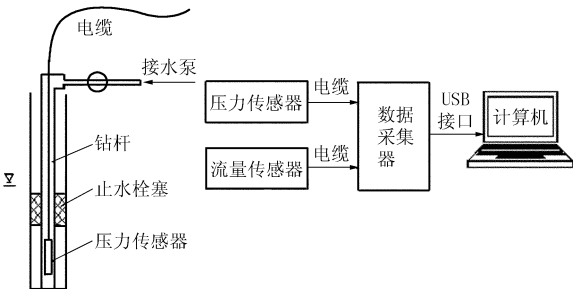 电缆
接水泵
钻杆
止水栓塞
压力传感器
压力传感器
电缆
流量传感器
电缆
数据
采集
器
USB
接口
计算机